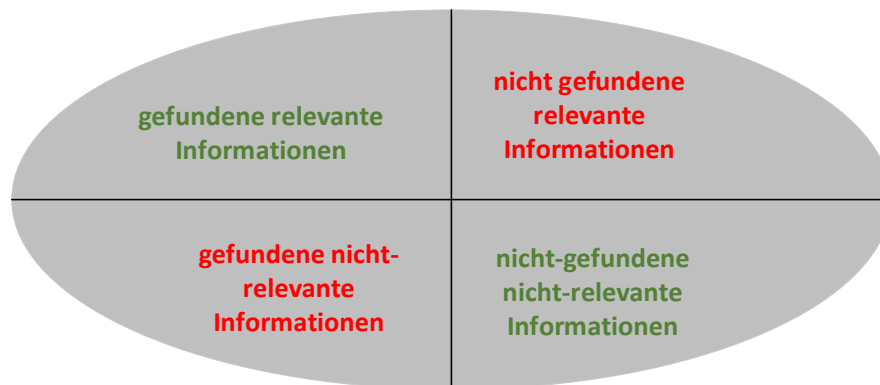 gefundene relevante
Informationen
nicht gefundene
relevante
Informationen
gefundene nicht-
relevante
Informationen
nicht-gefundene
nicht-relevante
Informationen